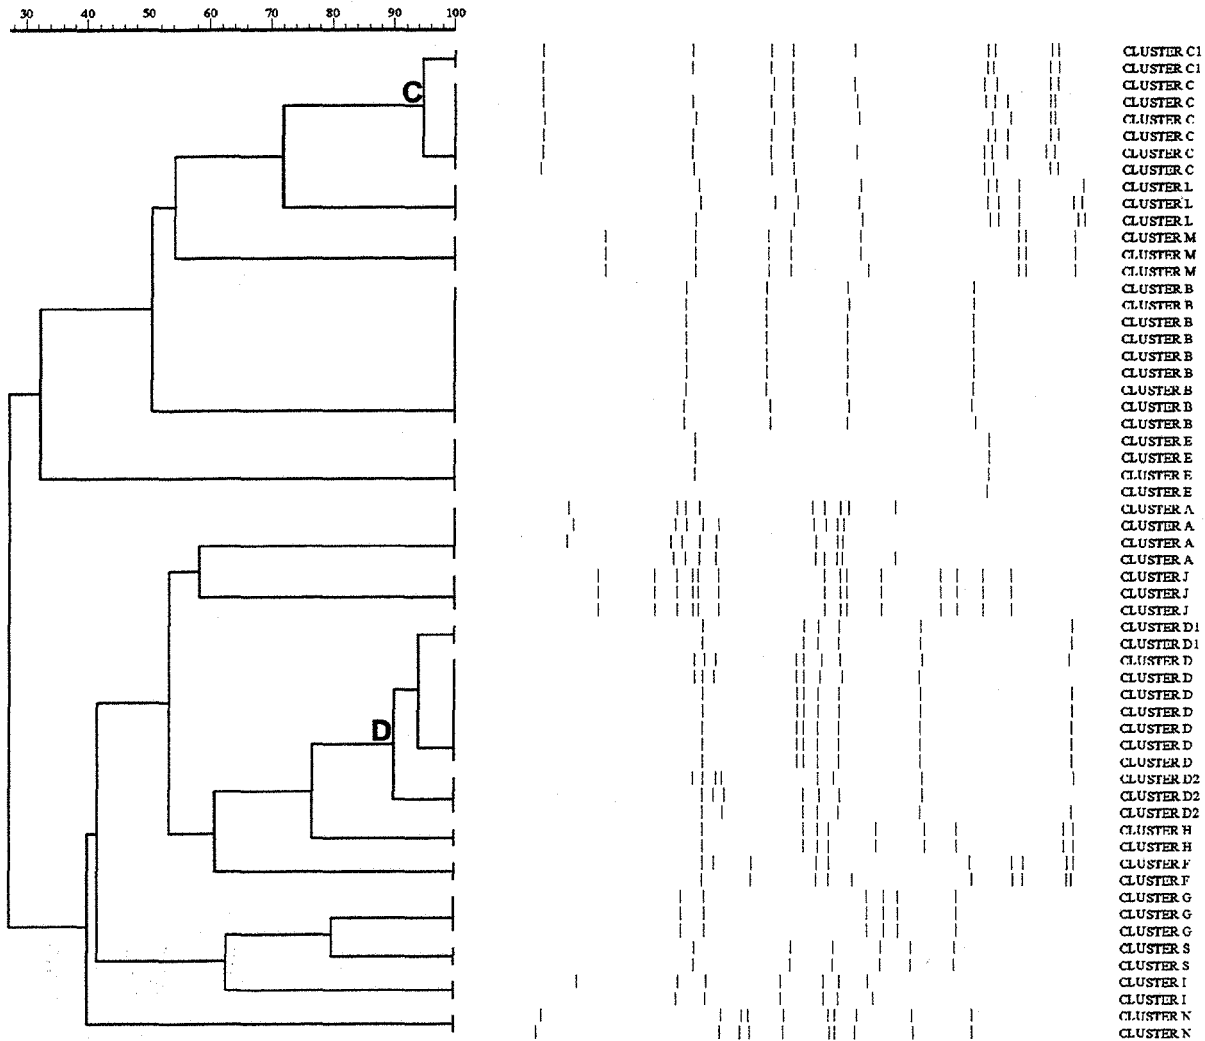 30 40 50 60 70 80 90 100
CLUSTER C1
CLUSTER C1
CLUSTER C
C CLUSTER C
CLUSTER C
CLUSTER C
CLUSTER C
CLUSTER C
CLUSTER L
CLUSTER L
CLUSTER L
CLUSTER M
CLUSTER M
CLUSTER M
CLUSTER B
CLUSTER B
CLUSTER B
CLUSTER B
CLUSTER B
CLUSTER B
CLUSTER B
CLUSTER B
CLUSTER B
CLUSTER E
CLUSTER E
CLUSTER E
CLUSTER E
CLUSTER A
CLUSTER A
CLUSTER A
CLUSTER A
CLUSTER J
CLUSTER J
CLUSTER J
CLUSTER D1
CLUSTER D1
CLUSTER D
CLUSTER D
CLUSTER D
CLUSTER D
D CLUSTER D
CLUSTER D
CLUSTER D
CLUSTER D2
CLUSTER D2
CLUSTER D2
CLUSTER H
CLUSTER H
CLUSTER F
CLUSTER F
CLUSTER G
CLUSTER G
CLUSTER G
CLUSTER S
CLUSTER S
CLUSTER I
CLUSTER I
CLUSTER N
CLUSTER N